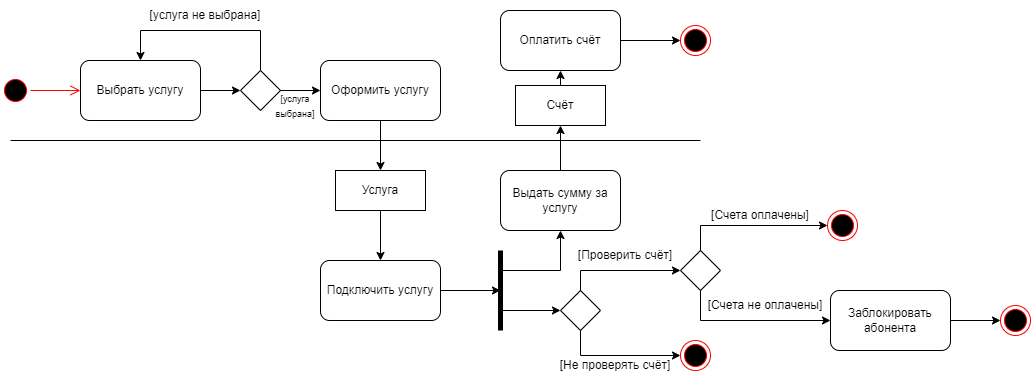 [услуга не выбрана]
Выбрать услугу
[услуга
выбрана]
Оформить услугу
Оплатить счёт
Счёт
Услуга
Выдать сумму за
услугу
Подключить услугу
[Проверить счёт]
[Не проверять счёт]
[Счета оплачены]
[Счета не оплачены]
Заблокировать
абонента